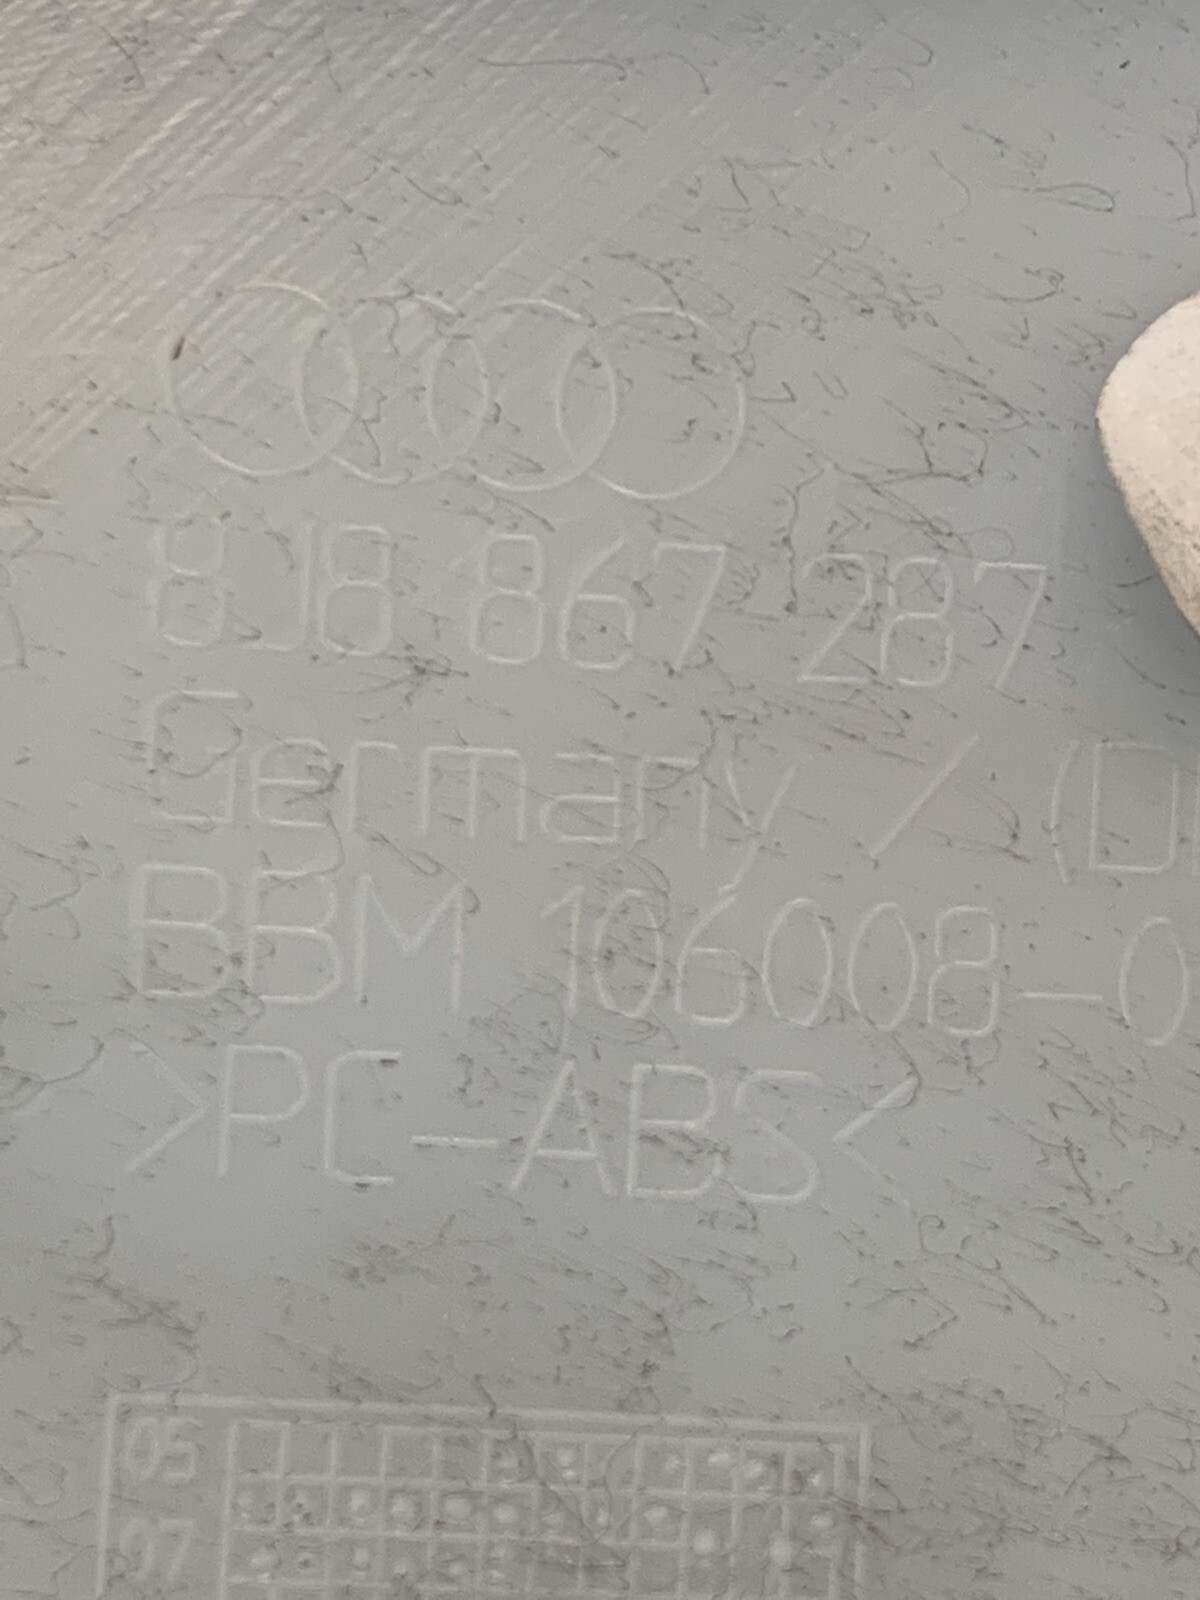 8J8 867 287
Germany / (D
BBM 106008-0
>PC-ABS<
05
07